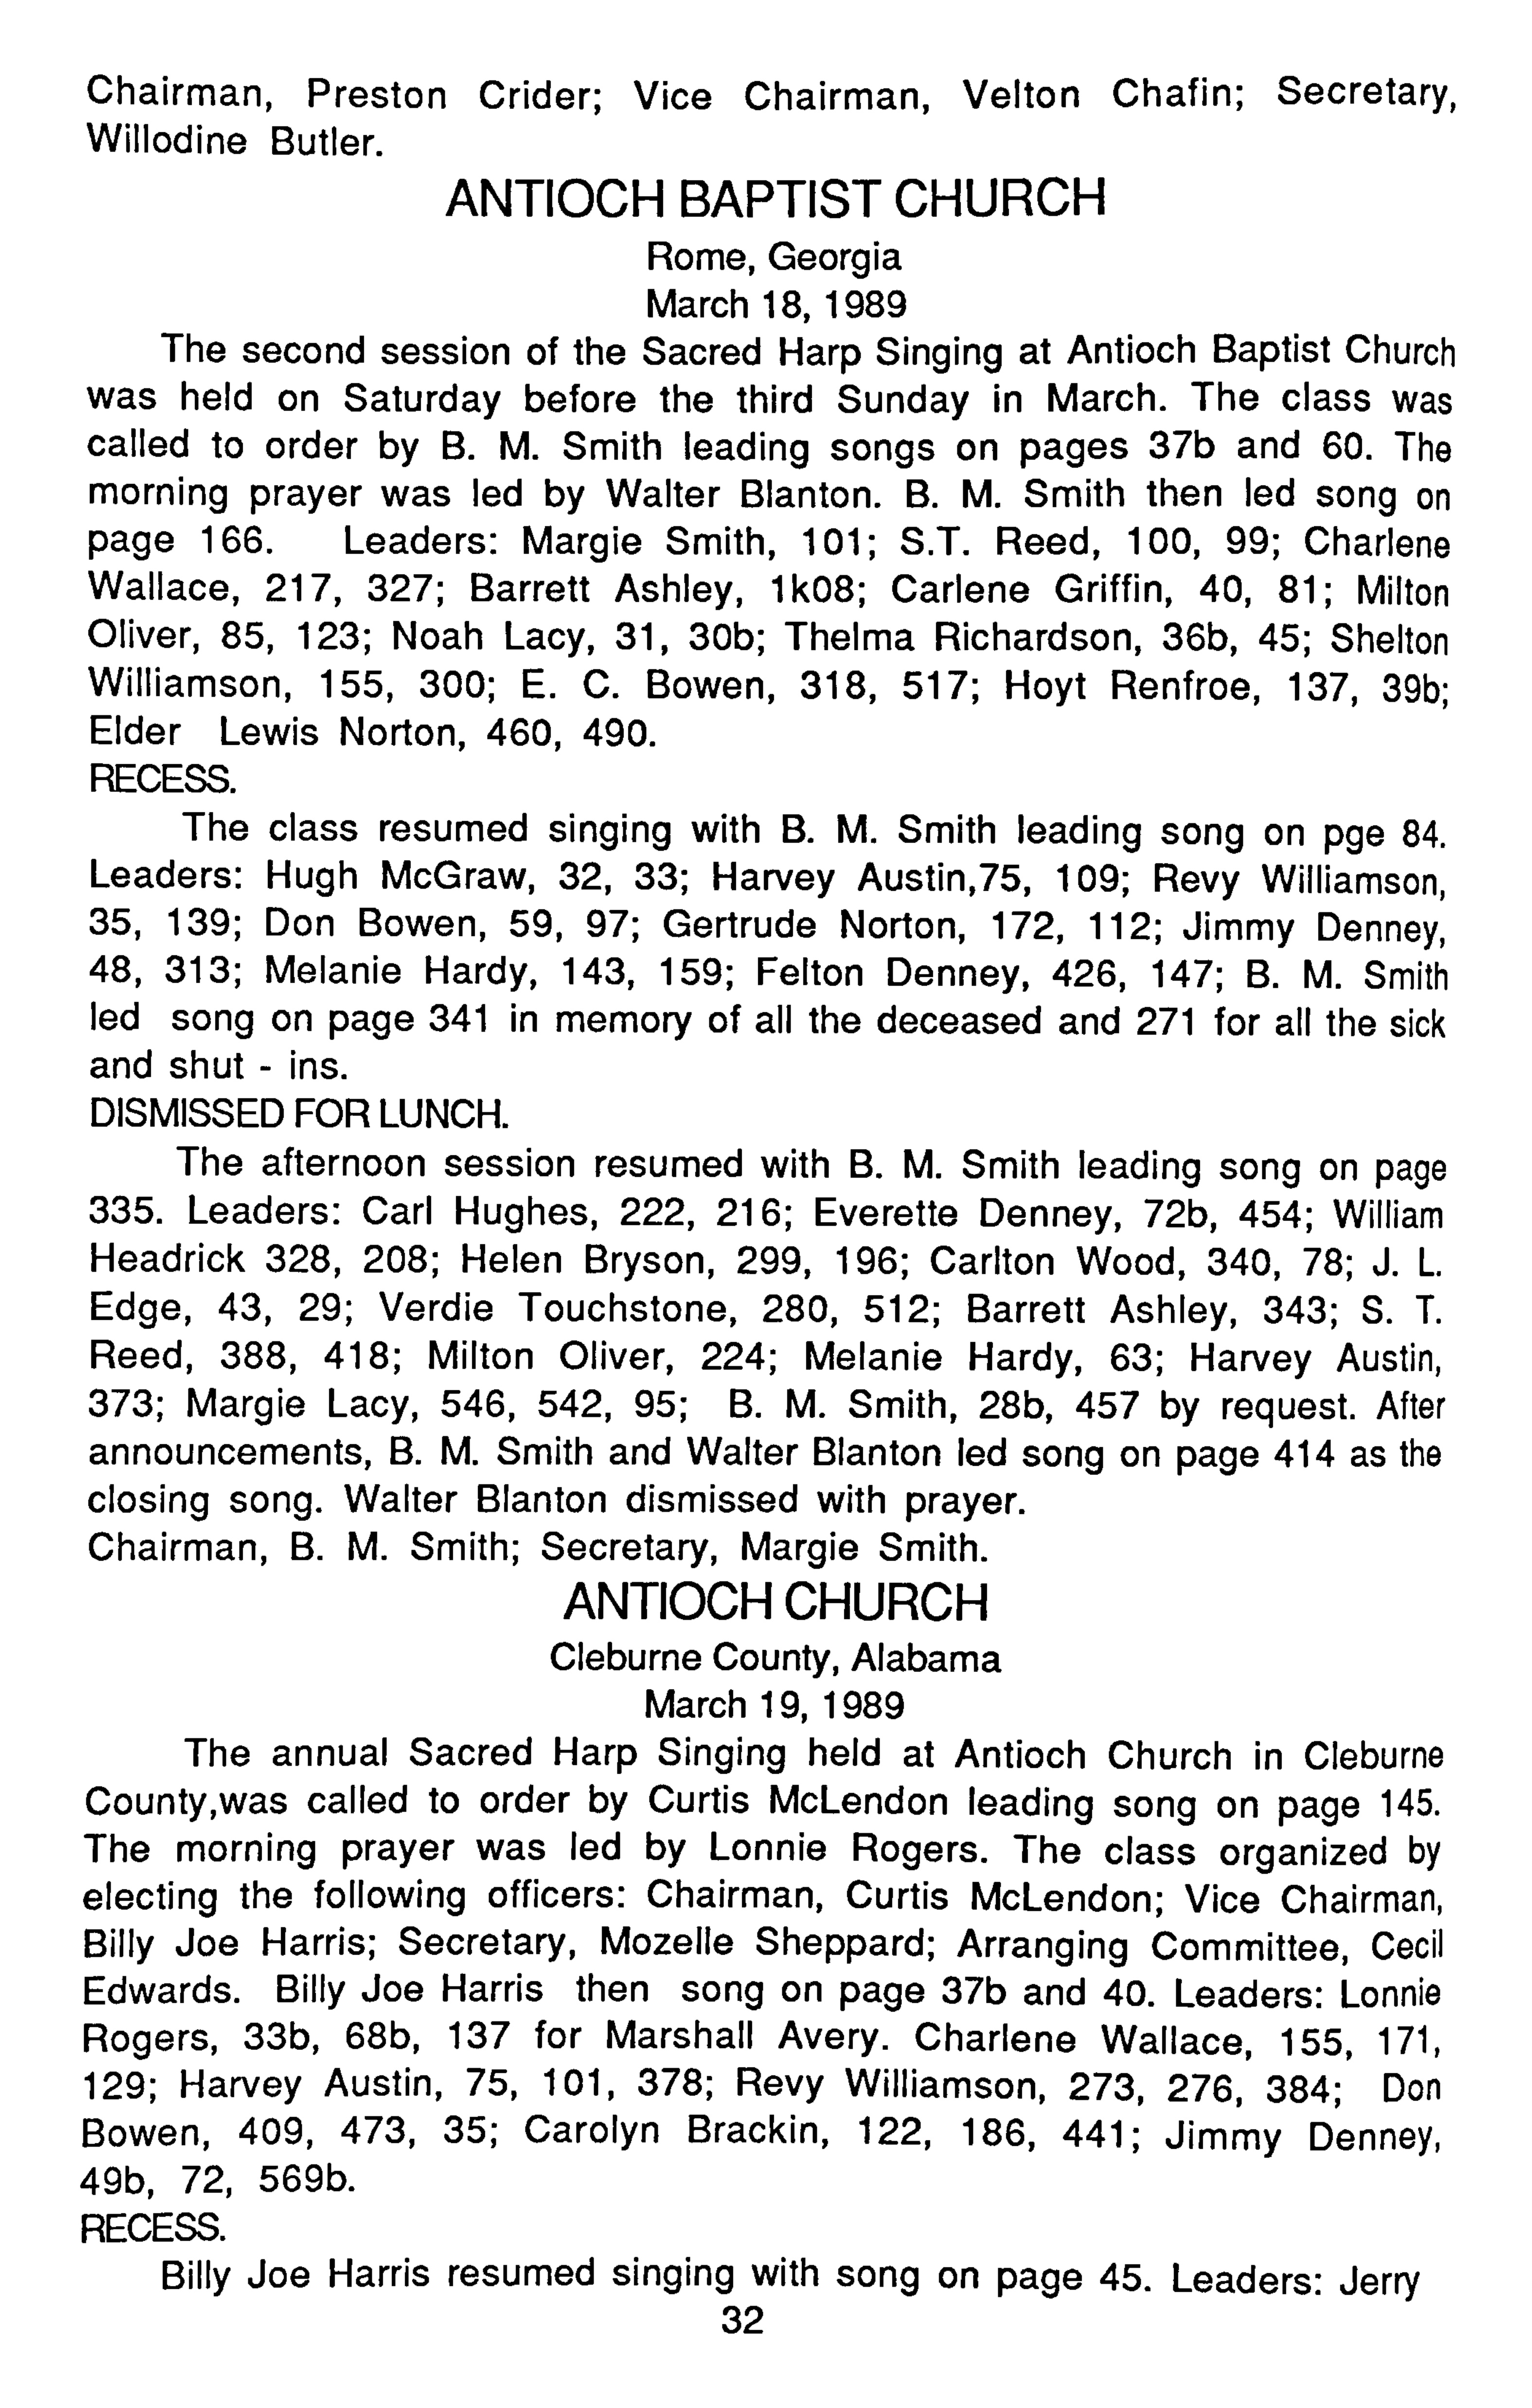 Chairman, Preston Crider; Vice Chairman, Velton Chafin; Secretary,
Willodine Butler.
ANTIOCH BAPTIST CHURCH
Rome, Georgia
March 18, 1989
The second session of the Sacred Harp Singing at Antioch Baptist Church
was held on Saturday before the third Sunday in March. The class was
called to order by B. M. Smith leading songs on pages 37b and 60. The
morning prayer was led by Walter Blanton. B. M. Smith then led song on
page 166. Leaders: Margie Smith, 101; S.T. Reed, 100, 99; Charlene
Wallace, 217, 327; Barrett Ashley, 1k08; Carlene Griffin, 40, 81; Milton
Oliver, 85, 123; Noah Lacy, 31, 30b; Thelma Richardson, 36b, 45; Shelton
Williamson, 155, 300; E. C. Bowen, 318, 517; Hoyt Renfroe, 137, 39b;
Elder Lewis Norton, 460, 490.
RECESS.
The class resumed singing with B. M. Smith leading song on pge 84.
Leaders: Hugh McGraw, 32, 33; Harvey Austin,75, 109; Revy Williamson,
35, 139; Don Bowen, 59, 97; Gertrude Norton, 172, 112; Jimmy Denney,
48, 313; Melanie Hardy, 143, 159; Felton Denney, 426, 147; B. M. Smith
led song on page 341 in memory of all the deceased and 271 for all the sick
and shut - ins.
DISMISSED FOR LUNCH.
The afternoon session resumed with B. M. Smith leading song on page
335. Leaders: Carl Hughes, 222, 216; Everette Denney, 72b, 454; William
Headrick 328, 208; Helen Bryson, 299, 196; Carlton Wood, 340, 78; J. L.
Edge, 43, 29; Verdie Touchstone, 280, 512; Barrett Ashley, 343; S. T.
Reed, 388, 418; Milton Oliver, 224; Melanie Hardy, 63; Harvey Austin,
373; Margie Lacy, 546, 542, 95; B. M. Smith, 28b, 457 by request. After
announcements, B. M. Smith and Walter Blanton led song on page 414 as the
closing song. Walter Blanton dismissed with prayer.
Chairman, B. M. Smith; Secretary, Margie Smith.
ANTIOCH CHURCH
Cleburne County, Alabama
March 19, 1989
The annual Sacred Harp Singing held at Antioch Church in Cleburne
County,was called to order by Curtis McLendon leading song on page 145.
The morning prayer was led by Lonnie Rogers. The class organized by
electing the following officers: Chairman, Curtis McLendon; Vice Chairman,
Billy Joe Harris; Secretary, Mozelle Sheppard; Arranging Committee, Cecil
Edwards. Billy Joe Harris then song on page 37b and 40. Leaders: Lonnie
Rogers, 33b, 68b, 137 for Marshall Avery. Charlene Wallace, 155, 171,
129; Harvey Austin, 75, 101, 378; Revy Williamson, 273, 276, 384; Don
Bowen, 409, 473, 35; Carolyn Brackin, 122, 186, 441; Jimmy Denney,
49b, 72, 569b.
RECESS.
Billy Joe Harris resumed singing with song on page 45. Leaders: Jerry
32